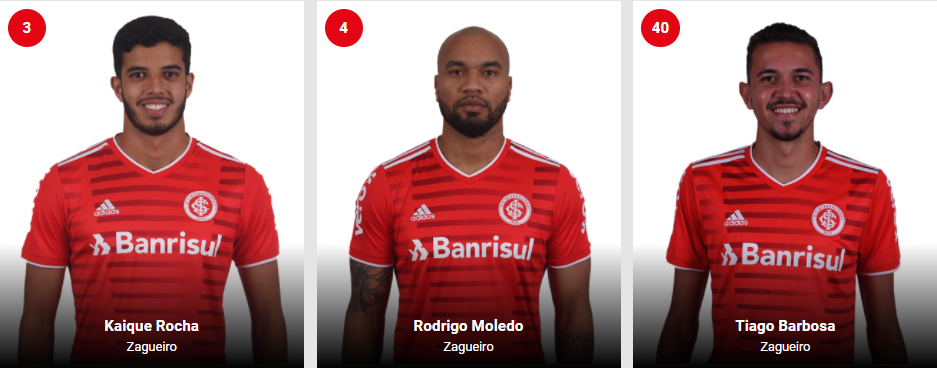 3
4
40
adidas
Banrisul
adidas
Banrisul
adidas
Banrisul
Kaique Rocha
Rodrigo Moledo
Tiago Barbosa
Zagueiro
Zagueiro
Zagueiro